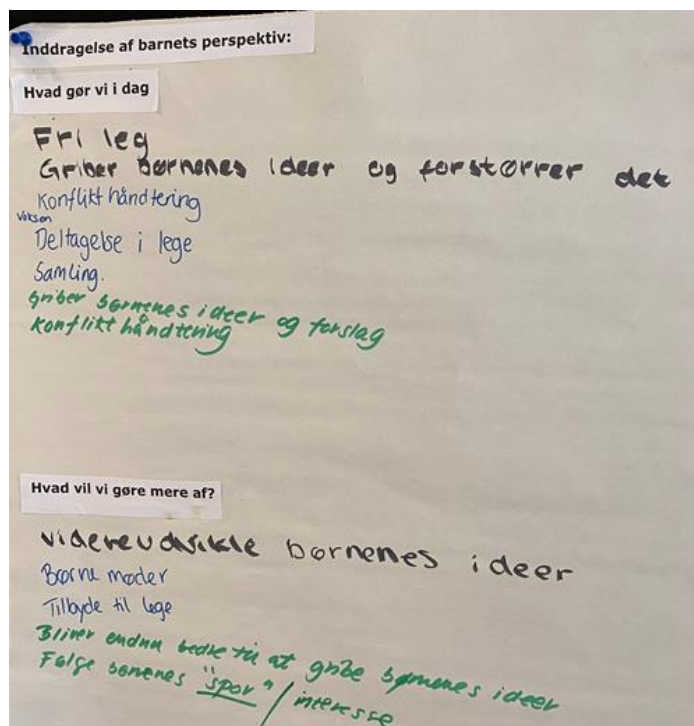 Inddragelse af barnets perspektiv:
Hvad gør vi i dag
Fri leg
Griber børnenes ideer og forstørrer det
Konflikt håndtering
Voksen
Deltagelse i lege
Samling.
Griber børnenes ideer og forslag
Konflikt håndtering
Hvad vil vi gøre mere af?
Videreudvikle børnenes ideer
Børne møder
Tilbyde til lege
Bliver endnu bedre til at gribe børnenes ideer
Følge børnenes "spor" / interesse